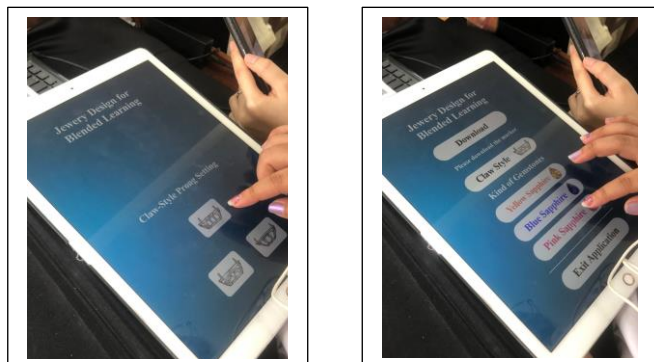 Jewery Design for
Blended Learning
Claw-Style Prong Setting
Jewery Design for
Blended Learning
Download
Please download the marker
Claw Style
Kind of Gemstones
Yellow Sapphire
Blue Sapphire
Pink Sapphire
Exit Application